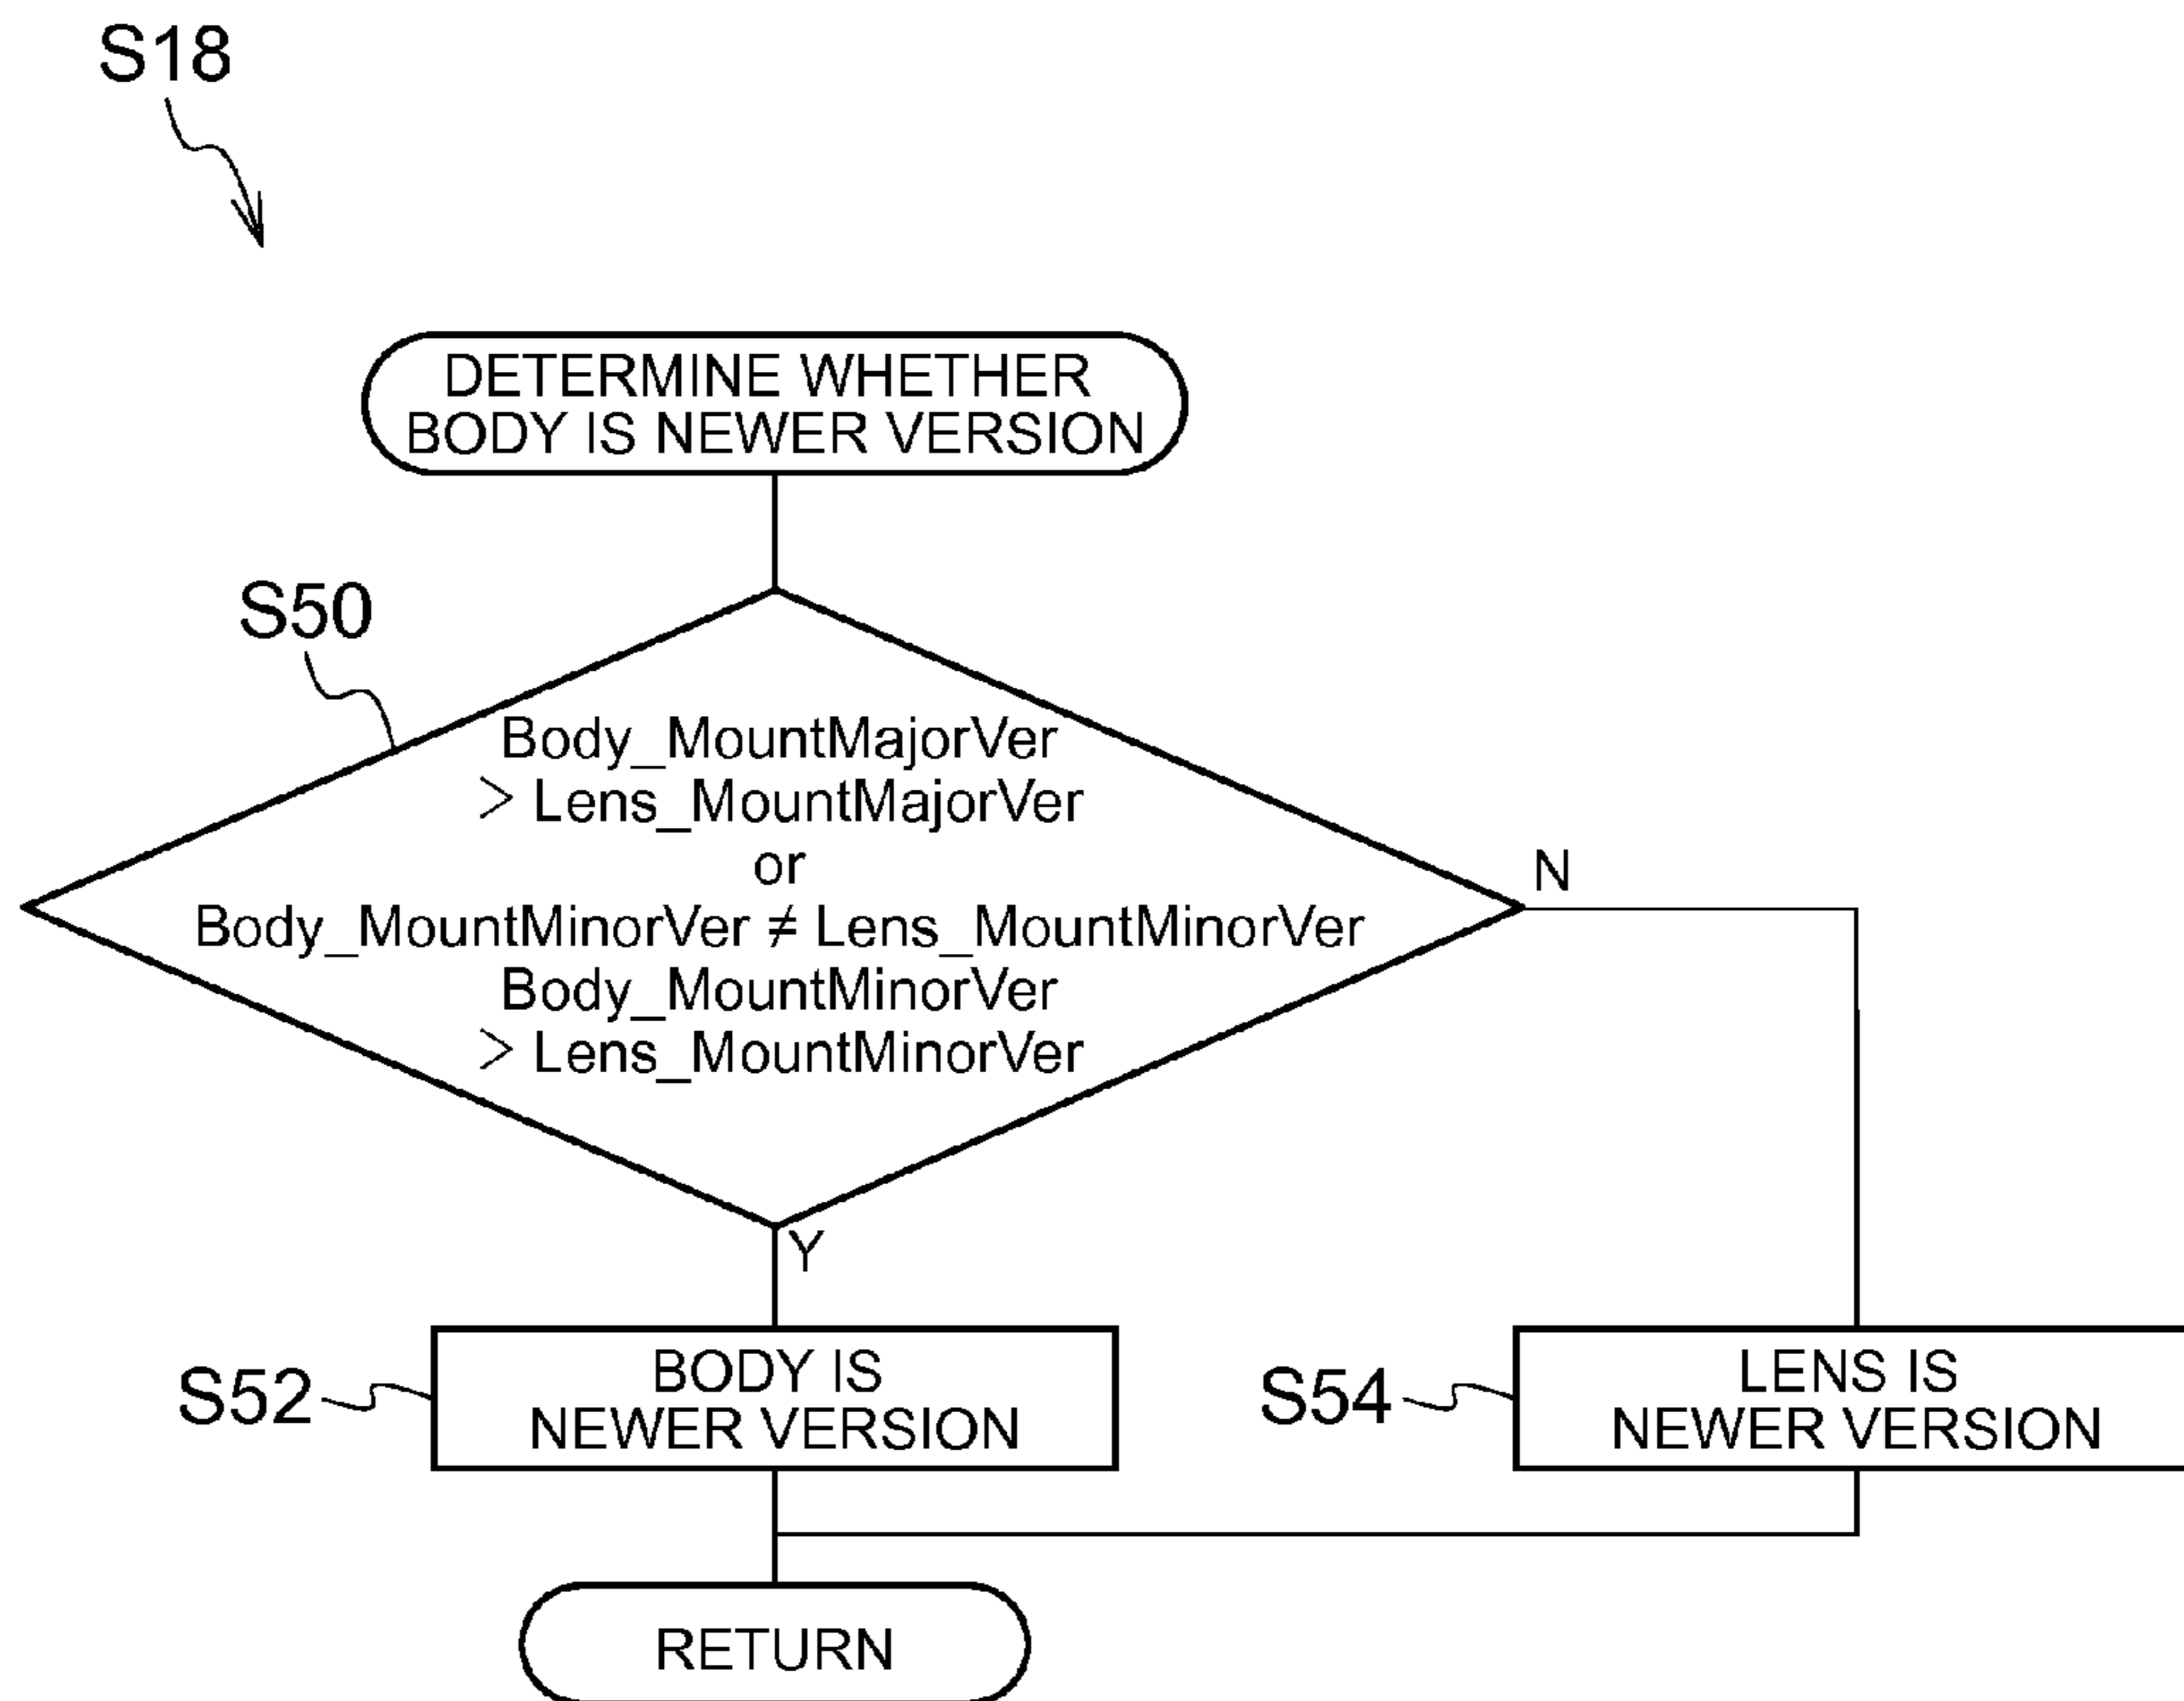 S18
DETERMINE WHETHER
BODY IS NEWER VERSION
S50
Body_MountMajorVer
> Lens_MountMajorVer
or
Body_MountMinorVer ≠ Lens_MountMinorVer
Body_MountMinorVer
> Lens_MountMinorVer
N
Y
S52
BODY IS
NEWER VERSION
S54
LENS IS
NEWER VERSION
RETURN